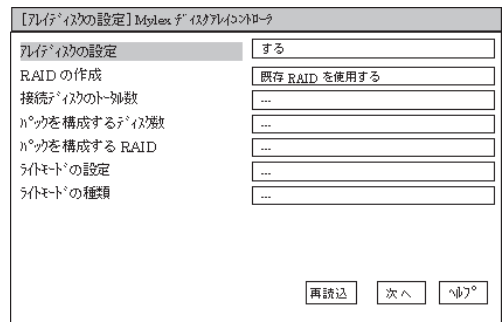 [ｱﾚｲﾃﾞｨｽｸの設定] Mylex ﾃﾞｨｽｸｱﾚｲｺﾝﾄﾛｰﾗ
ｱﾚｲﾃﾞｨｽｸの設定 する
RAID の作成 既存 RAID を使用する
接続ﾃﾞｨｽｸのﾄｰﾀﾙ数 ...
ﾊﾟｯｸを構成するﾃﾞｨｽｸ数 ...
ﾊﾟｯｸを構成する RAID ...
ﾗｲﾄﾓｰﾄﾞの設定 ...
ﾗｲﾄﾓｰﾄﾞの種類 ...
再読込 次へ ﾍﾙﾌﾟ